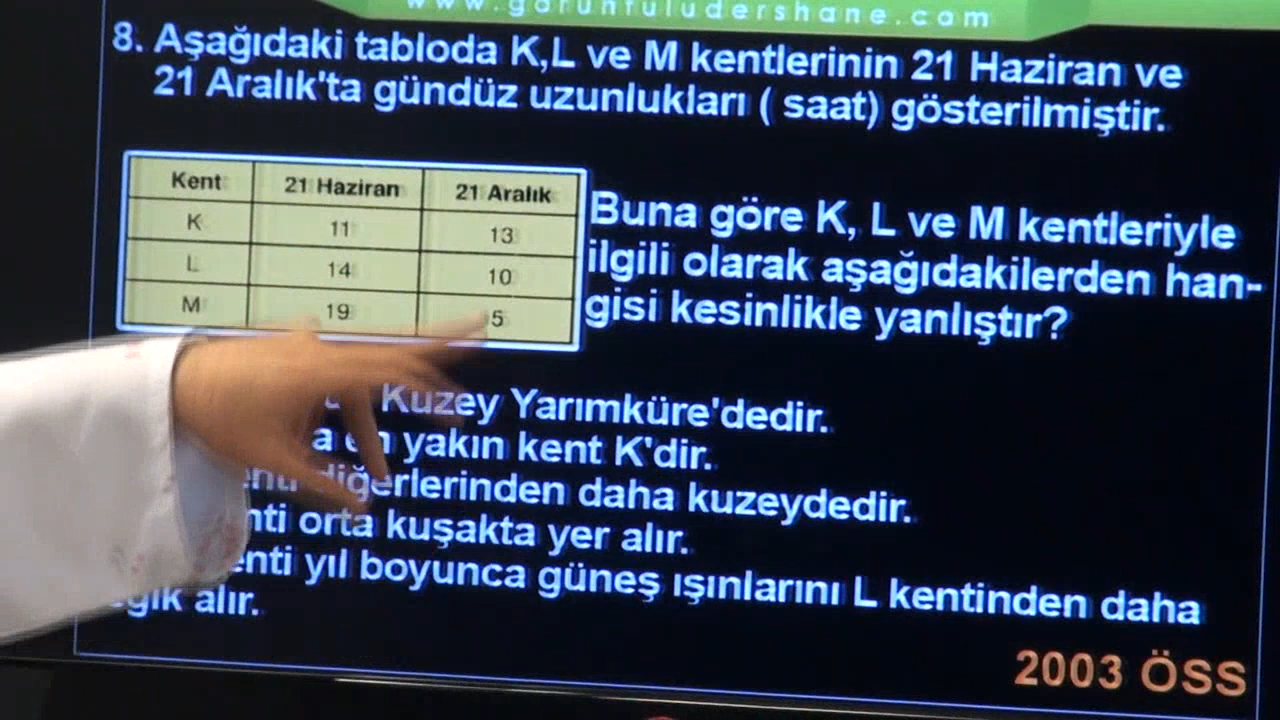 www.goruntuludershane.com
8. Aşağıdaki tabloda K,L ve M kentlerinin 21 Haziran ve
21 Aralık'ta gündüz uzunlukları ( saat) gösterilmiştir.
Kent 21 Haziran 21 Aralık
K 11 13
L 14 10
M 19 5
Buna göre K, L ve M kentleriyle
ilgili olarak aşağıdakilerden han-
gisi kesinlikle yanlıştır?
Kuzey Yarımküre'dedir.
en yakın kent K'dir.
diğerlerinden daha kuzeydedir.
orta kuşakta yer alır.
yıl boyunca güneş ışınlarını L kentinden daha
alır.
2003 ÖSS